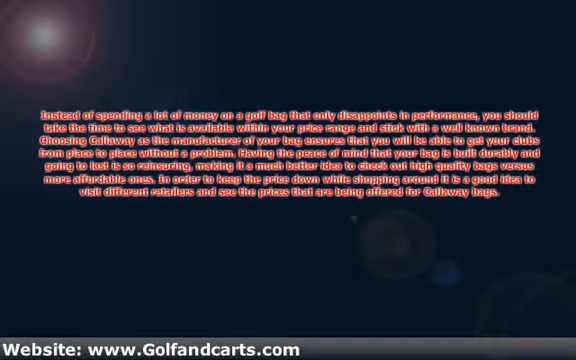 Instead of spending a lot of money on a golf bag that only disappoints in performance, you should
take the time to see what is available within your price range and stick with a well known brand.
Choosing Callaway as the manufacturer of your bag ensures that you will be able to get your clubs
from place to place without a problem. Having the peace of mind that your bag is built durably and
going to last is so reinsuring, making it a much better idea to check out high quality bags versus
more affordable ones. In order to keep the price down while shopping around it is a good idea to
visit different retailers and see the prices that are being offered for Callaway bags.
Website: www.Golfandcarts.com